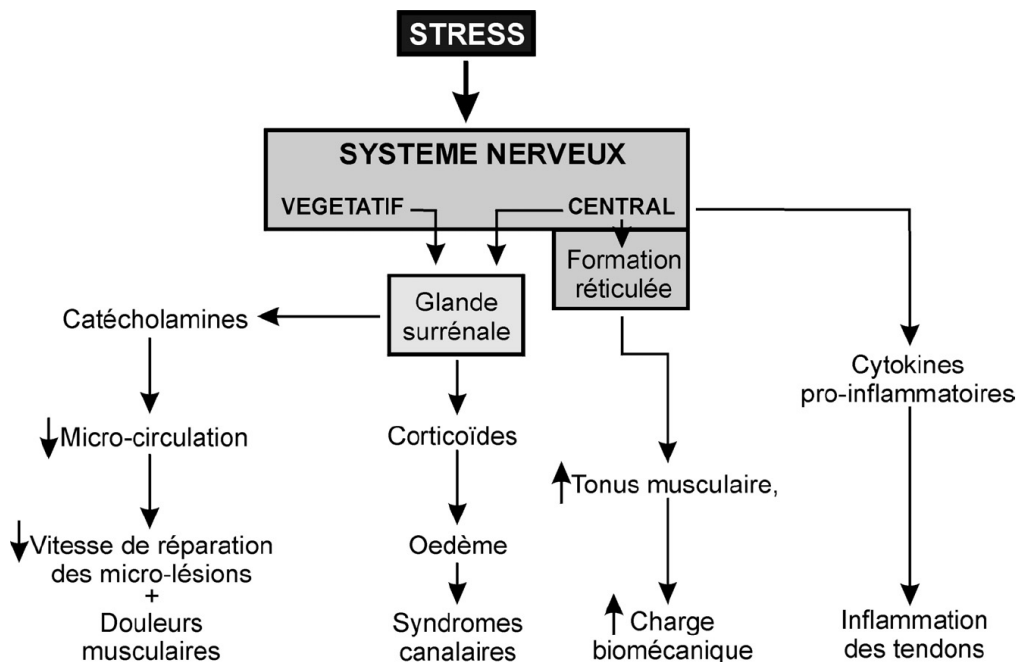 STRESS
SYSTEME NERVEUX
VEGETATIF
CENTRAL
Formation
réticulée
Glande
surrénale
Catécholamines
Micro-circulation
Vitesse de réparation
des micro-lésions
+
Douleurs
musculaires
Corticoïdes
Oedème
Syndromes
canalaires
Tonus musculaire,
Charge
biomécanique
Cytokines
pro-inflammatoires
Inflammation
des tendons